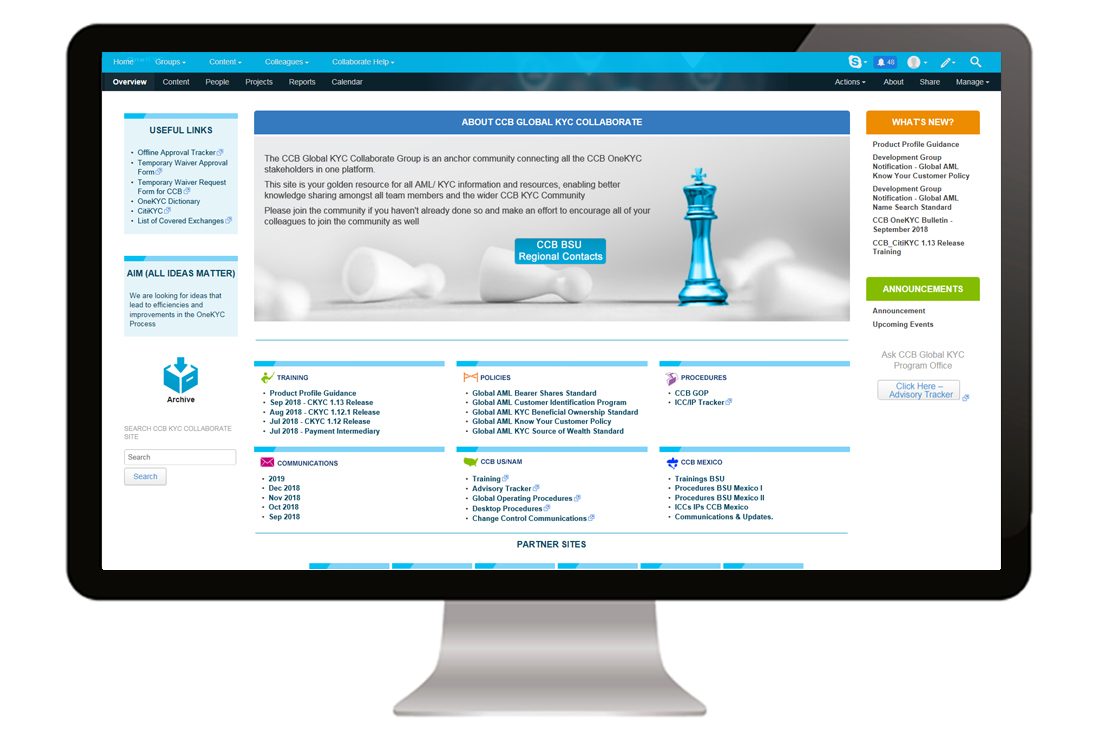 Home Groups Content Colleagues Collaborate Help 48
Overview Content People Projects Reports Calendar Actions About Share Manage
USEFUL LINKS
Offline Approval Tracker
Temporary Waiver Approval
Form
Temporary Waiver Request
Form for CCB
OneKYC Dictionary
CitiKYC
List of Covered Exchanges
AIM (ALL IDEAS MATTER)
We are looking for ideas that
lead to efficiencies and
improvements in the OneKYC
Process
Archive
SEARCH CCB KYC COLLABORATE
SITE
Search
Search
ABOUT CCB GLOBAL KYC COLLABORATE
The CCB Global KYC Collaborate Group is an anchor community connecting all the CCB OneKYC
stakeholders in one platform.
This site is your golden resource for all AML/ KYC information and resources, enabling better
knowledge sharing amongst all team members and the wider CCB KYC Community
Please join the community if you haven't already done so and make an effort to encourage all of your
colleagues to join the community as well
CCB BSU
Regional Contacts
TRAINING
Product Profile Guidance
Sep 2018 - CKYC 1.13 Release
Aug 2018 - CKYC 1.12.1 Release
Jul 2018 - CKYC 1.12 Release
Jul 2018 - Payment Intermediary
POLICIES
Global AML Bearer Shares Standard
Global AML Customer Identification Program
Global AML KYC Beneficial Ownership Standard
Global AML Know Your Customer Policy
Global AML KYC Source of Wealth Standard
PROCEDURES
CCB GOP
ICC/IP Tracker
COMMUNICATIONS
2019
Dec 2018
Nov 2018
Oct 2018
Sep 2018
CCB US/NAM
Training
Advisory Tracker
Global Operating Procedures
Desktop Procedures
Change Control Communications
CCB MEXICO
Trainings BSU
Procedures BSU Mexico I
Procedures BSU Mexico II
ICCs IPs CCB Mexico
Communications & Updates.
PARTNER SITES
WHAT'S NEW?
Product Profile Guidance
Development Group
Notification - Global AML
Know Your Customer Policy
Development Group
Notification - Global AML
Name Search Standard
CCB OneKYC Bulletin -
September 2018
CCB_CitiKYC 1.13 Release
Training
ANNOUNCEMENTS
Announcement
Upcoming Events
Ask CCB Global KYC
Program Office
Click Here –
Advisory Tracker